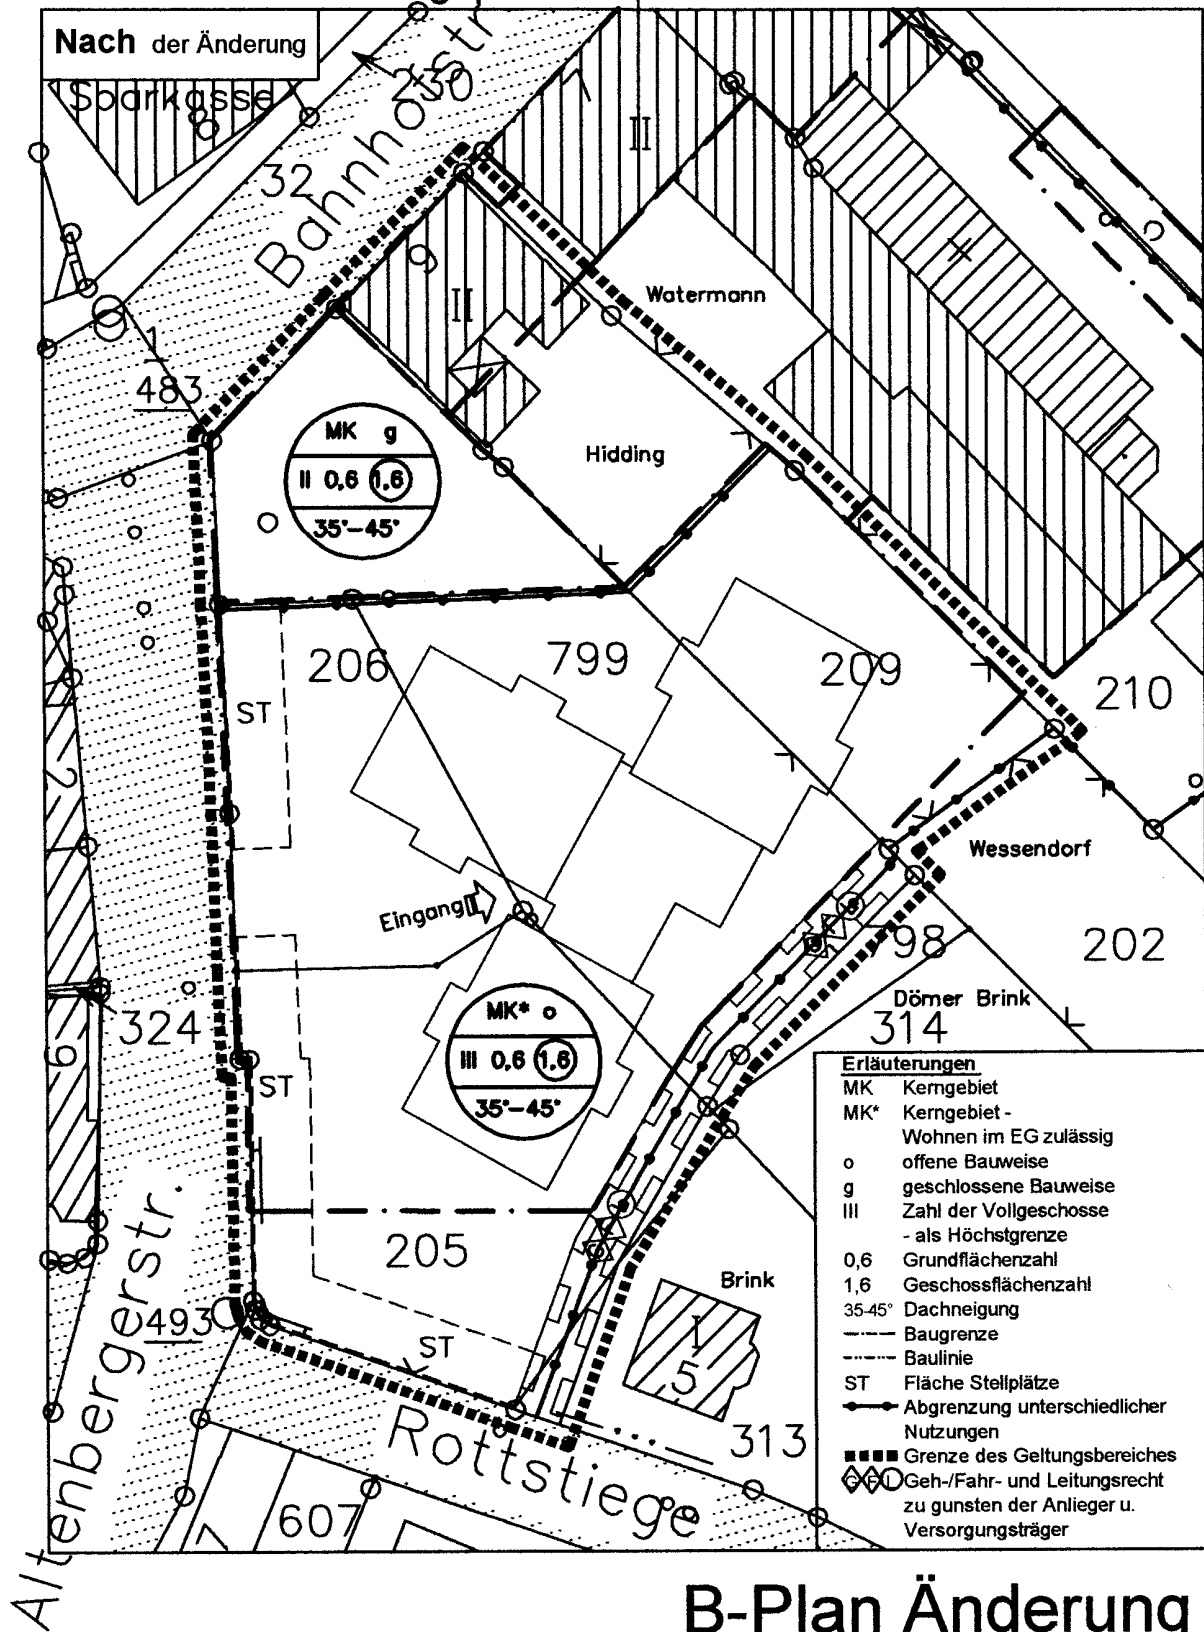 Nach der Änderung
Sparkasse
8
230
Bahnhofstr
32
II
9
II
Watermann
1
483
MK g
II 0,6 1,6
35°-45°
Hidding
206
799
209
210
ST
Wessendorf
Eingang
798
202
Dömer Brink
324
314
MK* o
III 0,6 1,6
35°-45°
ST
205
Brink
I
5
493
ST
313
Altenbergerstr.
Rottstiege
607
7
Erläuterungen
MK Kerngebiet
MK* Kerngebiet -
Wohnen im EG zulässig
o offene Bauweise
g geschlossene Bauweise
III Zahl der Vollgeschosse
- als Höchstgrenze
0,6 Grundflächenzahl
1,6 Geschossflächenzahl
35-45° Dachneigung
Baugrenze
Baulinie
ST Fläche Stellplätze
Abgrenzung unterschiedlicher
Nutzungen
Grenze des Geltungsbereiches
G F L Geh-/Fahr- und Leitungsrecht
zu gunsten der Anlieger u.
Versorgungsträger
B-Plan Änderung